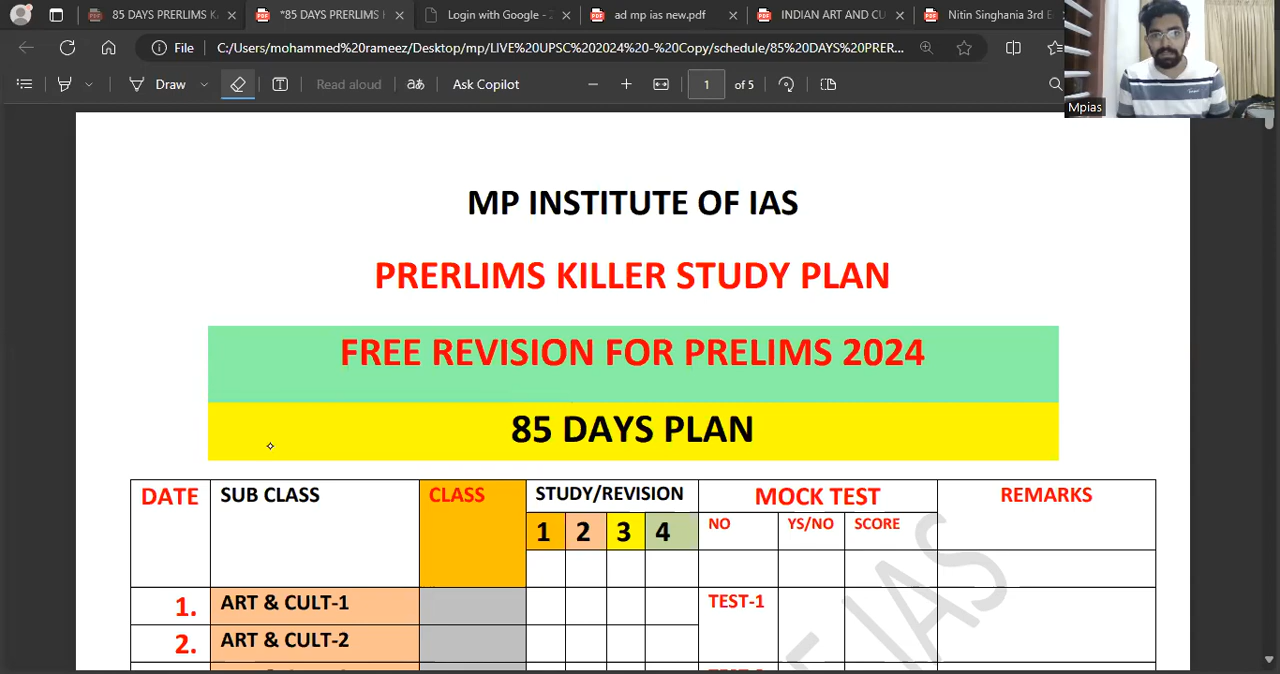 85 DAYS PRELIMS K
*85 DAYS PRELIMS
Login with Google - 2
ad mp ias new.pdf
INDIAN ART AND CU
Nitin Singhania 3rd E
File
C:/Users/mohammed%20rameez/Desktop/mp/LIVE%20UPSC%202024%20-%20Copy/schedule/85%20DAYS%20PRER...
Draw
Read aloud
aあ
Ask Copilot
1
of 5
Mpias
MP INSTITUTE OF IAS
PRERLIMS KILLER STUDY PLAN
FREE REVISION FOR PRELIMS 2024
85 DAYS PLAN
DATE SUB CLASS CLASS STUDY/REVISION MOCK TEST REMARKS
1 2 3 4 NO YS/NO SCORE
1. ART & CULT-1 TEST-1
2. ART & CULT-2
E IAS